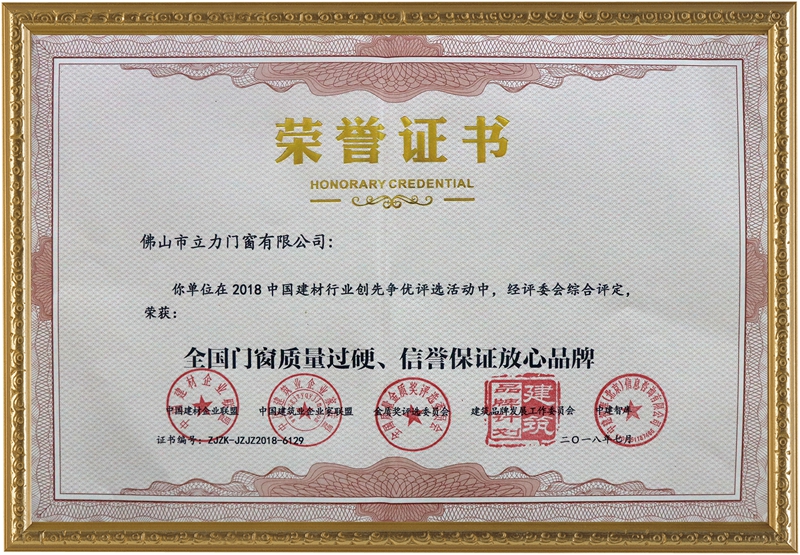 荣誉证书
HONORARY CREDENTIAL
佛山市立力门窗有限公司:
你单位在2018中国建材行业创先争优评选活动中,经评委会综合评定,
荣获:
全国门窗质量过硬、信誉保证放心品牌
中国建材企业联盟 中国建筑业企业家联盟 金质奖评选委员会 建筑品牌发展工作委员会 中建智辉
证书编号:ZJZK-JZJZ2018-6129 二〇一八年七月